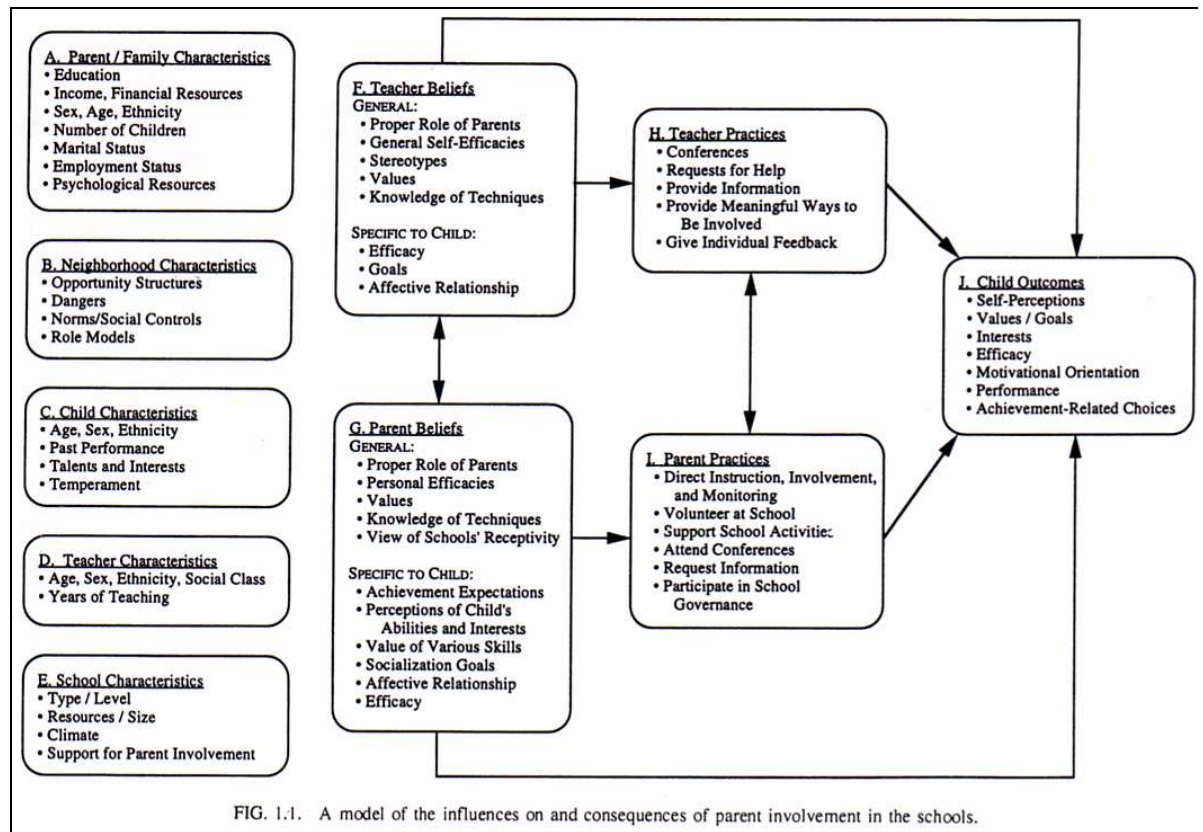 A. Parent / Family Characteristics
• Education
• Income, Financial Resources
• Sex, Age, Ethnicity
• Number of Children
• Marital Status
• Employment Status
• Psychological Resources
B. Neighborhood Characteristics
• Opportunity Structures
• Dangers
• Norms/Social Controls
• Role Models
C. Child Characteristics
• Age, Sex, Ethnicity
• Past Performance
• Talents and Interests
• Temperament
D. Teacher Characteristics
• Age, Sex, Ethnicity, Social Class
• Years of Teaching
E. School Characteristics
• Type / Level
• Resources / Size
• Climate
• Support for Parent Involvement
F. Teacher Beliefs
GENERAL:
• Proper Role of Parents
• General Self-Efficacies
• Stereotypes
• Values
• Knowledge of Techniques
SPECIFIC TO CHILD:
• Efficacy
• Goals
• Affective Relationship
G. Parent Beliefs
GENERAL:
• Proper Role of Parents
• Personal Efficacies
• Values
• Knowledge of Techniques
• View of Schools' Receptivity
SPECIFIC TO CHILD:
• Achievement Expectations
• Perceptions of Child's
Abilities and Interests
• Value of Various Skills
• Socialization Goals
• Affective Relationship
• Efficacy
H. Teacher Practices
• Conferences
• Requests for Help
• Provide Information
• Provide Meaningful Ways to
Be Involved
• Give Individual Feedback
I. Parent Practices
• Direct Instruction, Involvement,
and Monitoring
• Volunteer at School
• Support School Activities
• Attend Conferences
• Request Information
• Participate in School
Governance
J. Child Outcomes
• Self-Perceptions
• Values / Goals
• Interests
• Efficacy
• Motivational Orientation
• Performance
• Achievement-Related Choices
FIG. 1.1. A model of the influences on and consequences of parent involvement in the schools.